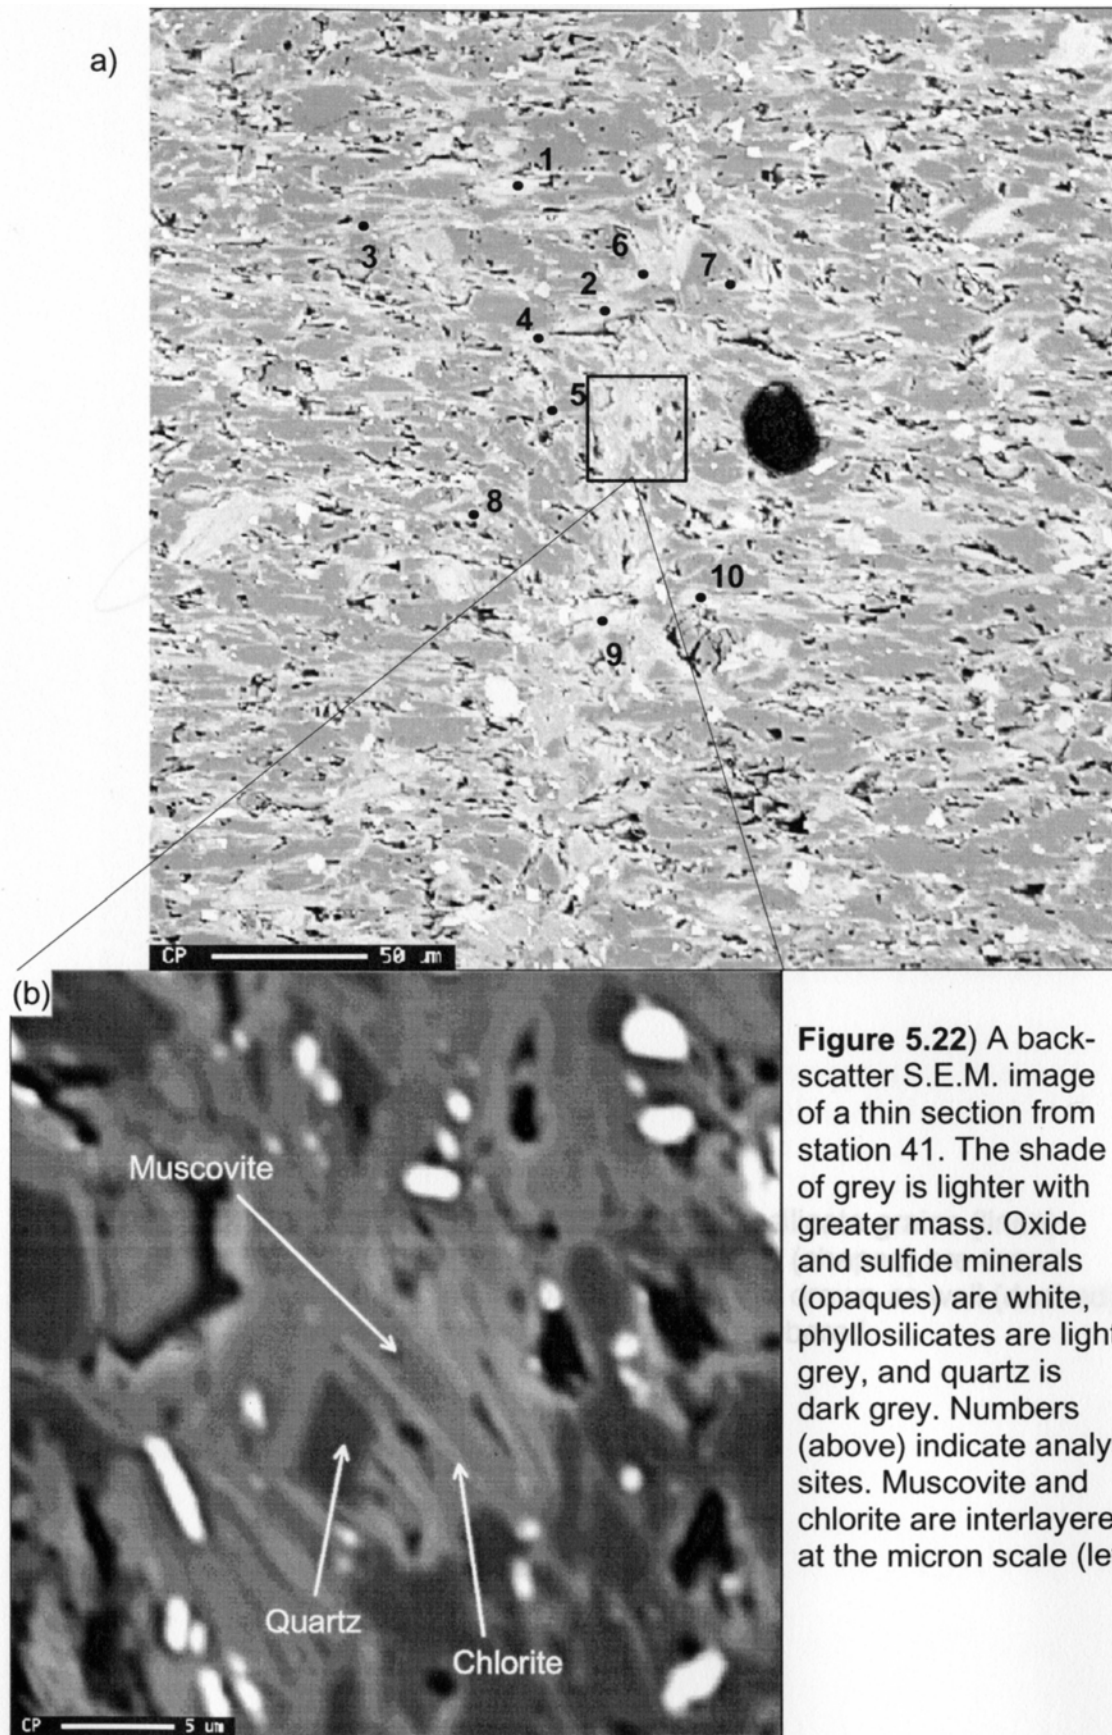 a)
1
3
6
7
2
4
5
8
10
9
CP 50 µm
(b)
Muscovite
Quartz
Chlorite
CP 5 um
Figure 5.22) A back-
scatter S.E.M. image
of a thin section from
station 41. The shade
of grey is lighter with
greater mass. Oxide
and sulfide minerals
(opaques) are white,
phyllosilicates are light
grey, and quartz is
dark grey. Numbers
(above) indicate analy
sites. Muscovite and
chlorite are interlayere
at the micron scale (le